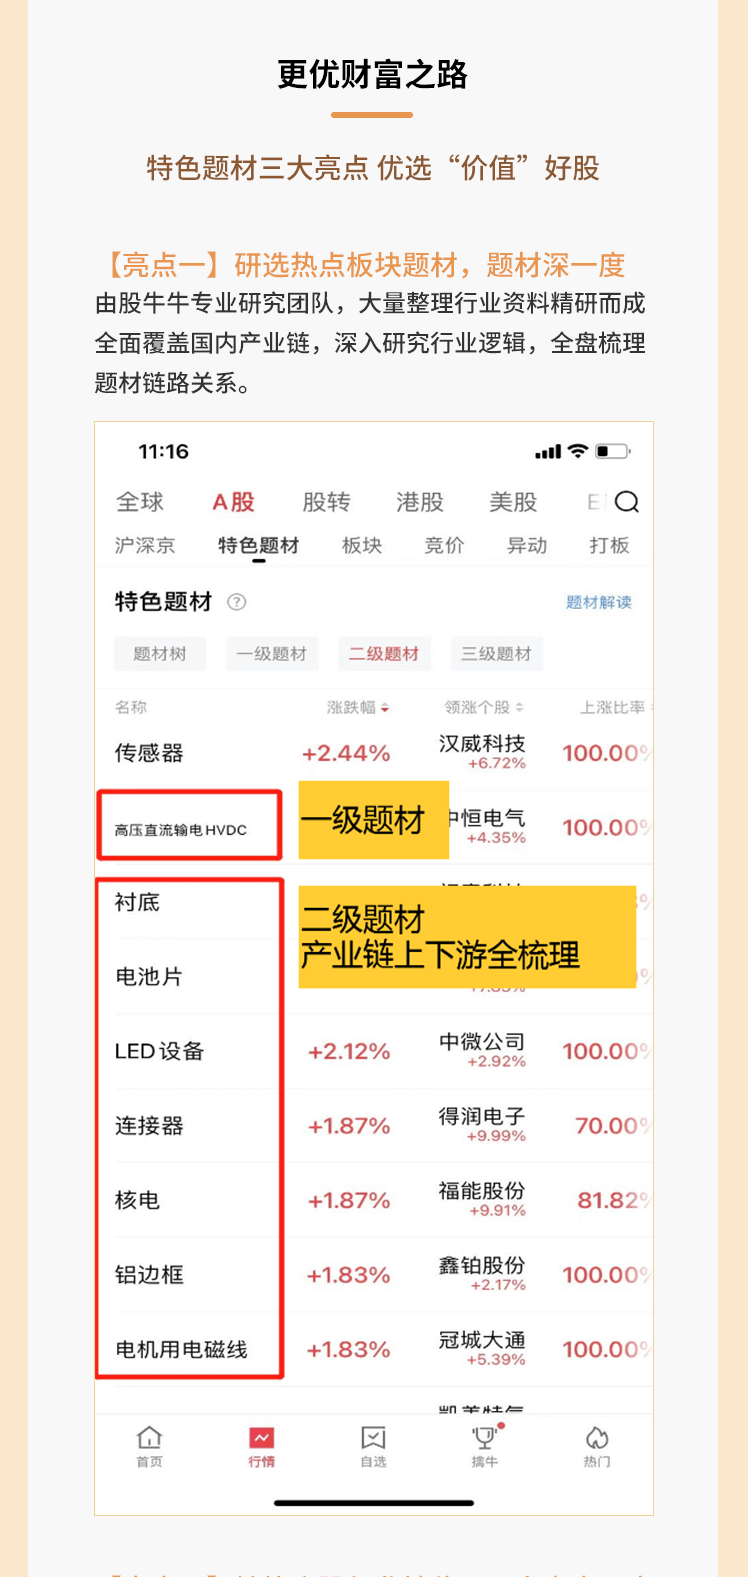 更优财富之路
特色题材三大亮点 优选“价值”好股
【亮点一】研选热点板块题材，题材深一度
由股牛牛专业研究团队，大量整理行业资料精研而成
全面覆盖国内产业链，深入研究行业逻辑，全盘梳理
题材链路关系。
11:16
全球 A股 股转 港股 美股
沪深京 特色题材 板块 竞价 异动 打板
特色题材 ? 题材解读
题材树 一级题材 二级题材 三级题材
名称 涨跌幅 领涨个股 上涨比率
传感器 +2.44% 汉威科技 100.00%
+6.72%
高压直流输电HVDC 一级题材 中恒电气 100.00%
+4.35%
衬底
二级题材
产业链上下游全梳理
电池片
LED设备 +2.12% 中微公司 100.00%
+2.92%
连接器 +1.87% 得润电子 70.00%
+9.99%
核电 +1.87% 福能股份 81.82%
+9.91%
铝边框 +1.83% 鑫铂股份 100.00%
+2.17%
电机用电磁线 +1.83% 冠城大通 100.00%
+5.39%
首页 行情 自选 擒牛 热门